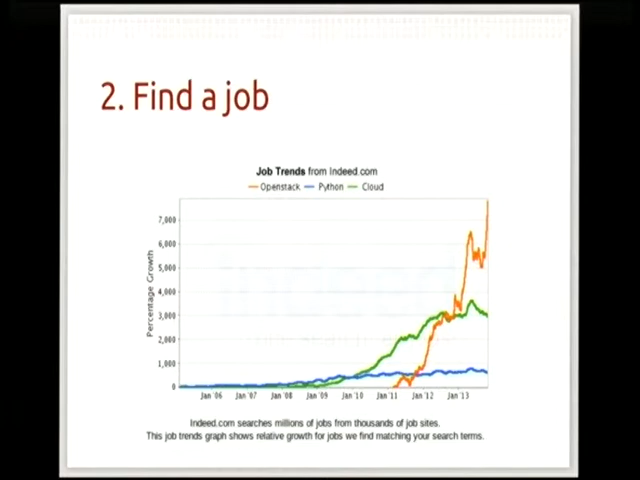 2. Find a job
Job Trends from Indeed.com
Openstack Python Cloud
Percentage Growth
7,000
6,000
5,000
4,000
3,000
2,000
1,000
0
Jan '06 Jan '07 Jan '08 Jan '09 Jan '10 Jan '11 Jan '12 Jan '13
Indeed.com searches millions of jobs from thousands of job sites.
This job trends graph shows relative growth for jobs we find matching your search terms.